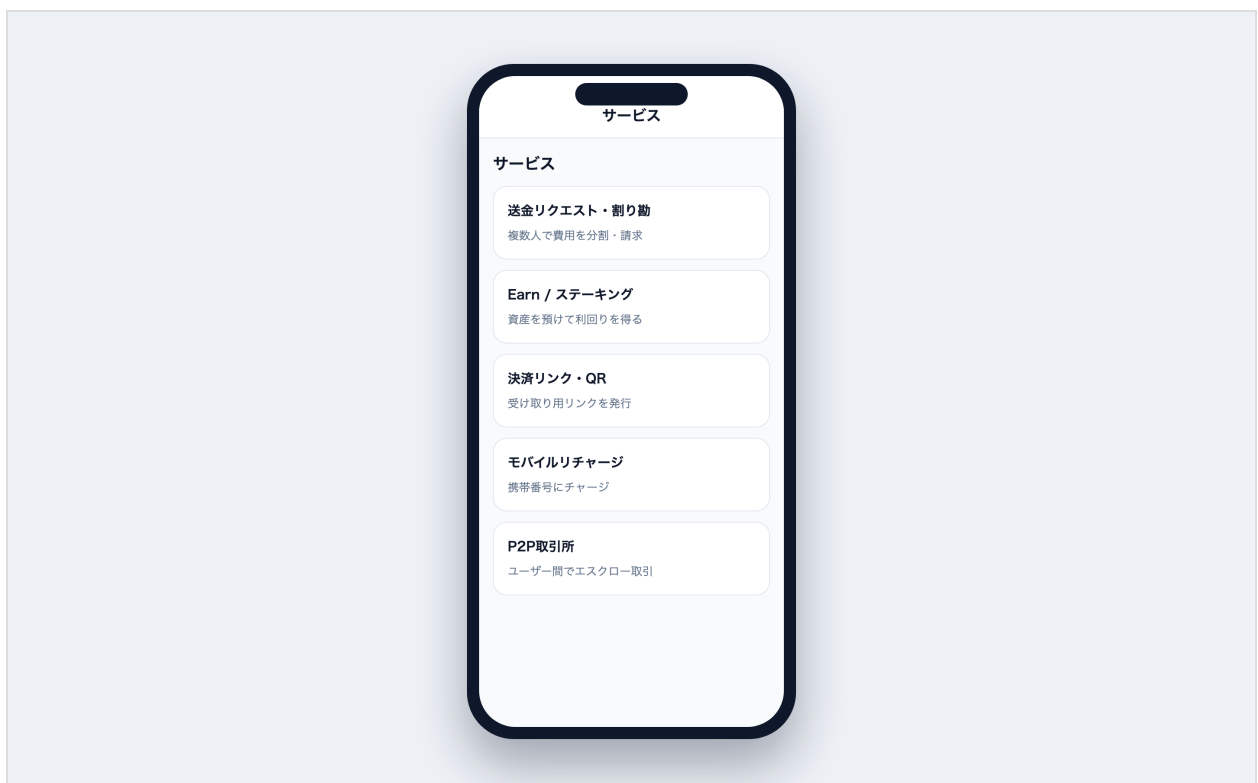 サービス
サービス
送金リクエスト・割り勘
複数人で費用を分割・請求
Earn / ステーキング
資産を預けて利回りを得る
決済リンク・QR
受け取り用リンクを発行
モバイルリチャージ
携帯番号にチャージ
P2P取引所
ユーザー間でエスクロー取引